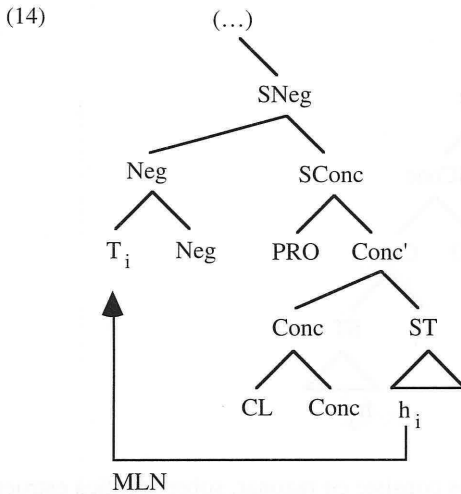 (14) (…)
SNeg
Neg SConc
T i Neg PRO Conc'
Conc ST
CL Conc h i
MLN